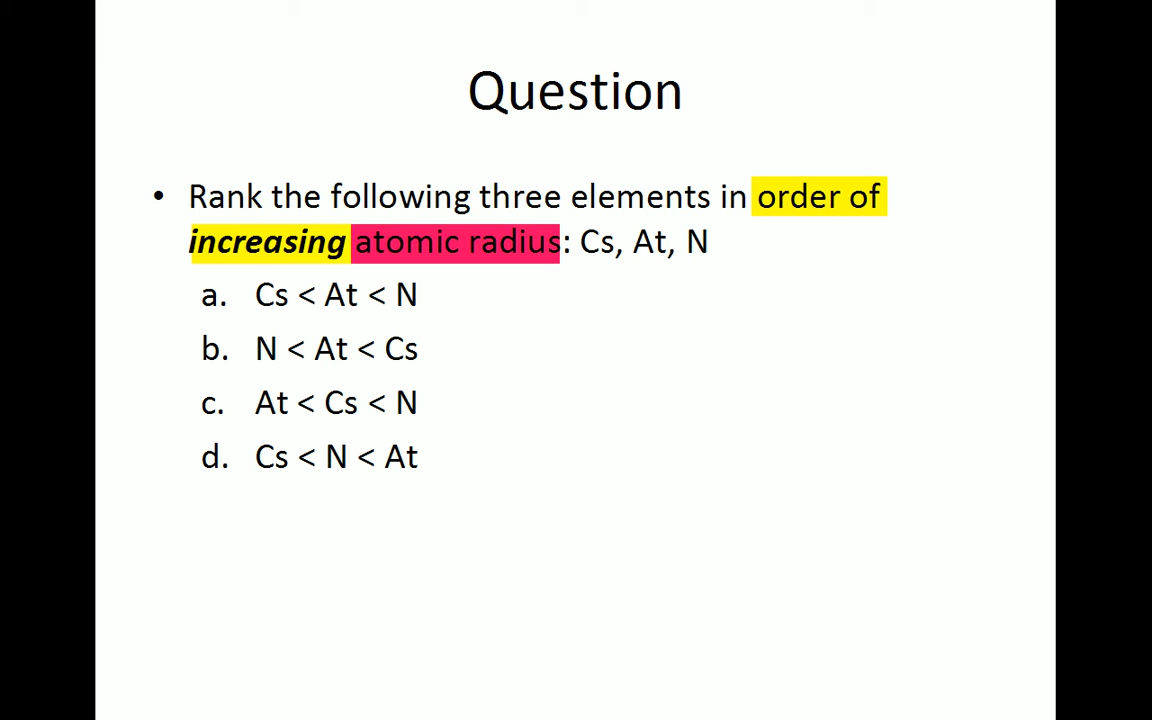 Question
• Rank the following three elements in order of
increasing atomic radius: Cs, At, N
a. Cs < At < N
b. N < At < Cs
c. At < Cs < N
d. Cs < N < At